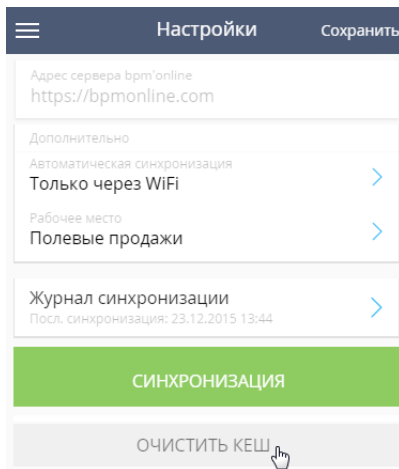 Настройки
Сохранить
Адрес сервера bpm'online
https://bpmonline.com
Дополнительно
Автоматическая синхронизация
Только через WiFi
Рабочее место
Полевые продажи
Журнал синхронизации
Посл. синхронизация: 23.12.2015 13:44
СИНХРОНИЗАЦИЯ
ОЧИСТИТЬ КЕШ